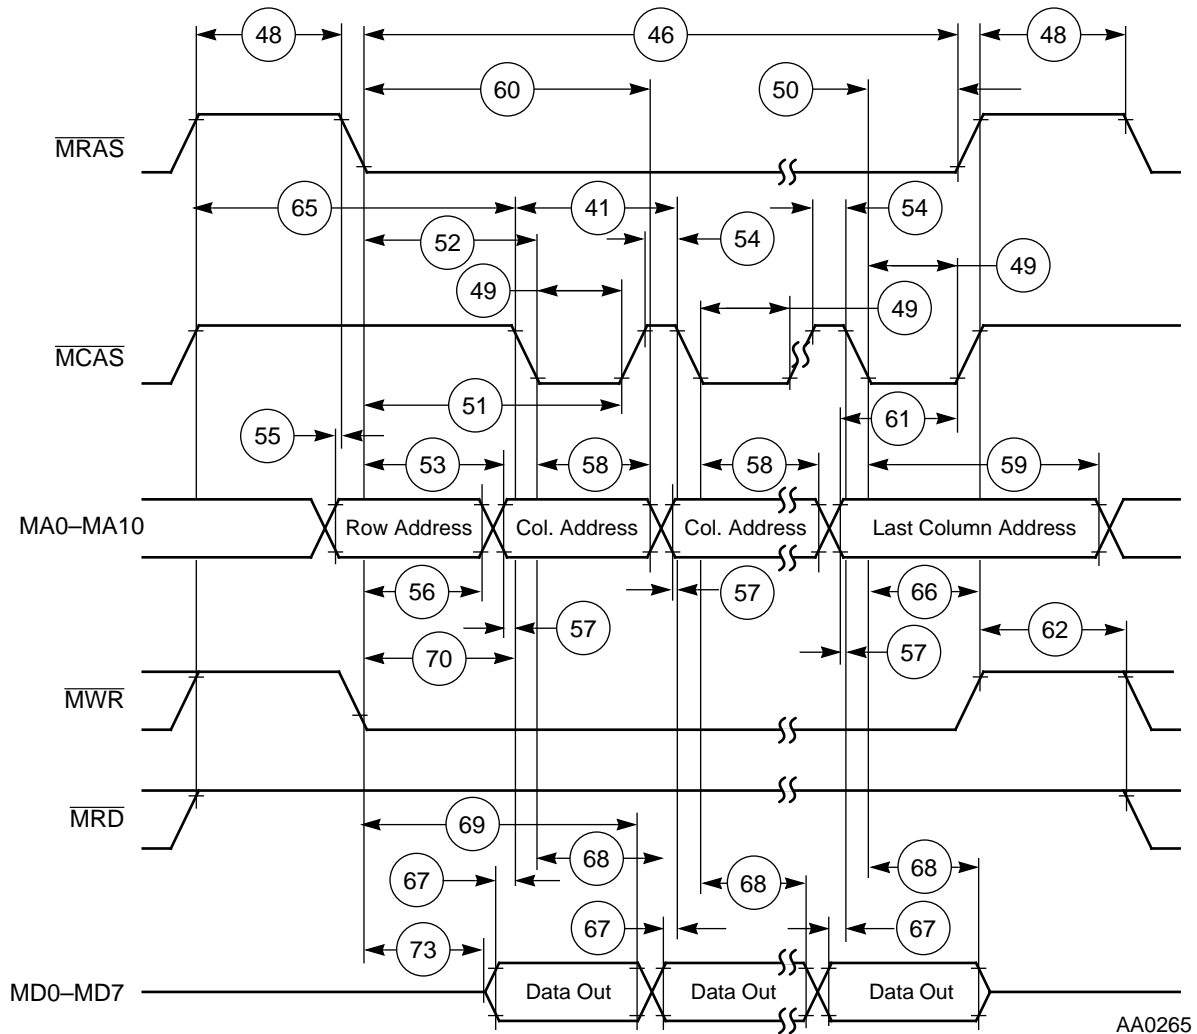 48 46 48
60 50
MRAS
65 41 54
52 54
49 49
49
MCAS
51
61
55 53 58 58 59
MA0–MA10 Row Address Col. Address Col. Address Last Column Address
56 57 66
57 62
70 57
MWR
MRD
69
68
67 68 68
67 67
73
MD0–MD7 Data Out Data Out Data Out
AA0265